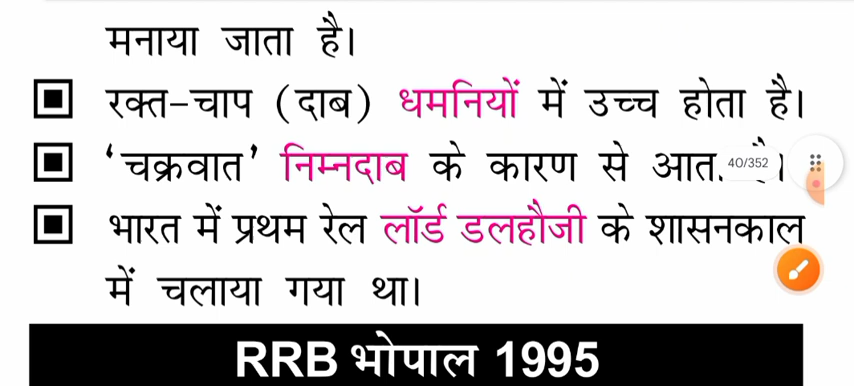 मनाया जाता है।
रक्त-चाप (दाब) धमनियों में उच्च होता है।
'चक्रवात' निम्नदाब के कारण से
40/352
भारत में प्रथम रेल लॉर्ड डलहौजी के शासनकाल
में चलाया गया था।
RRB भोपाल 1995